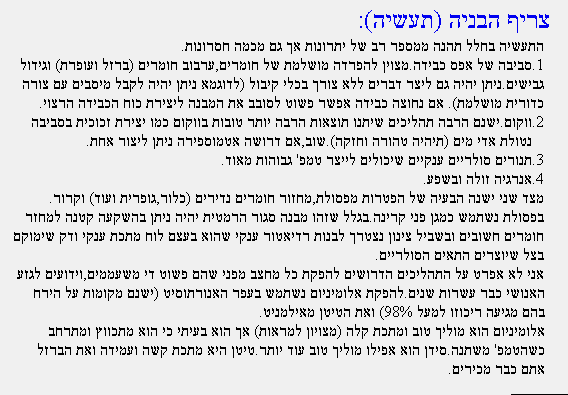 צריף הבניה (תעשיה):
התעשיה בחלל תהנה ממספר רב של יתרונות אך גם מכמה חסרונות.
1.סביבה של אפס כבידה.מצוין להפרדה מושלמת של חומרים,ערבוב חומרים (ברזל ועופרת) וגידול
גבישים.ניתן יהיה גם ליצר דברים ללא צורך בכלי קיבול (לדוגמא ניתן יהיה לקבל מיסבים עם צורה
כדורית מושלמת). אם נחוצה כבידה אפשר פשוט לסובב את המבנה ליצירת כוח הכבידה הרצוי.
2.ווקום.ישנם הרבה תהליכים שיתנו תוצאות הרבה יותר טובות בווקום כמו יצירת זכוכית בסביבה
נטולת אדי מים (תיהיה טהורה וחזקה).שוב,אם דרושה אטמוספירה ניתן ליצור אחת.
3.תנורים סולריים ענקיים שיכולים לייצר טמפ' גבוהות מאוד.
4.אנרגיה זולה ובשפע.
מצד שני ישנה הבעיה של הפטרות מפסולת,מחזור חומרים נדירים (כלור,גופרית ועוד) וקרור.
בפסולת נשתמש כמגן פני קרינה.בגלל שזהו מבנה סגור הרמטית יהיה ניתן בהשקעה קטנה למחזר
חומרים חשובים ובשביל צינון נצטרך לבנות רדיאטור ענקי שהוא בעצם לוח מתכת ענקי ודק שימוקם
בצל שיוצרים התאים הסולריים.
אני לא אפרט על התהליכים הדרושים להפקת כל מחצב מפני שהם פשוט די משעממים,וידועים לגזע
האנושי כבר עשרות שנים.להפקת אלומיניום נשתמש בעפר האנורתוסיט (ישנם מקומות על הירח
בהם מגיעה ריכוזו למעל 98%) ואת הטיטן מאילמניט.
אלומיניום הוא מוליך טוב ומתכת קלה (מצויון למראות) אך הוא בעיתי כי הוא מתכווץ ומתרחב
כשהטמפ' משתנה.סידן הוא אפילו מוליך טוב עוד יותר.טיטן היא מתכת קשה ועמידה ואת הברזל
אתם כבר מכירים.